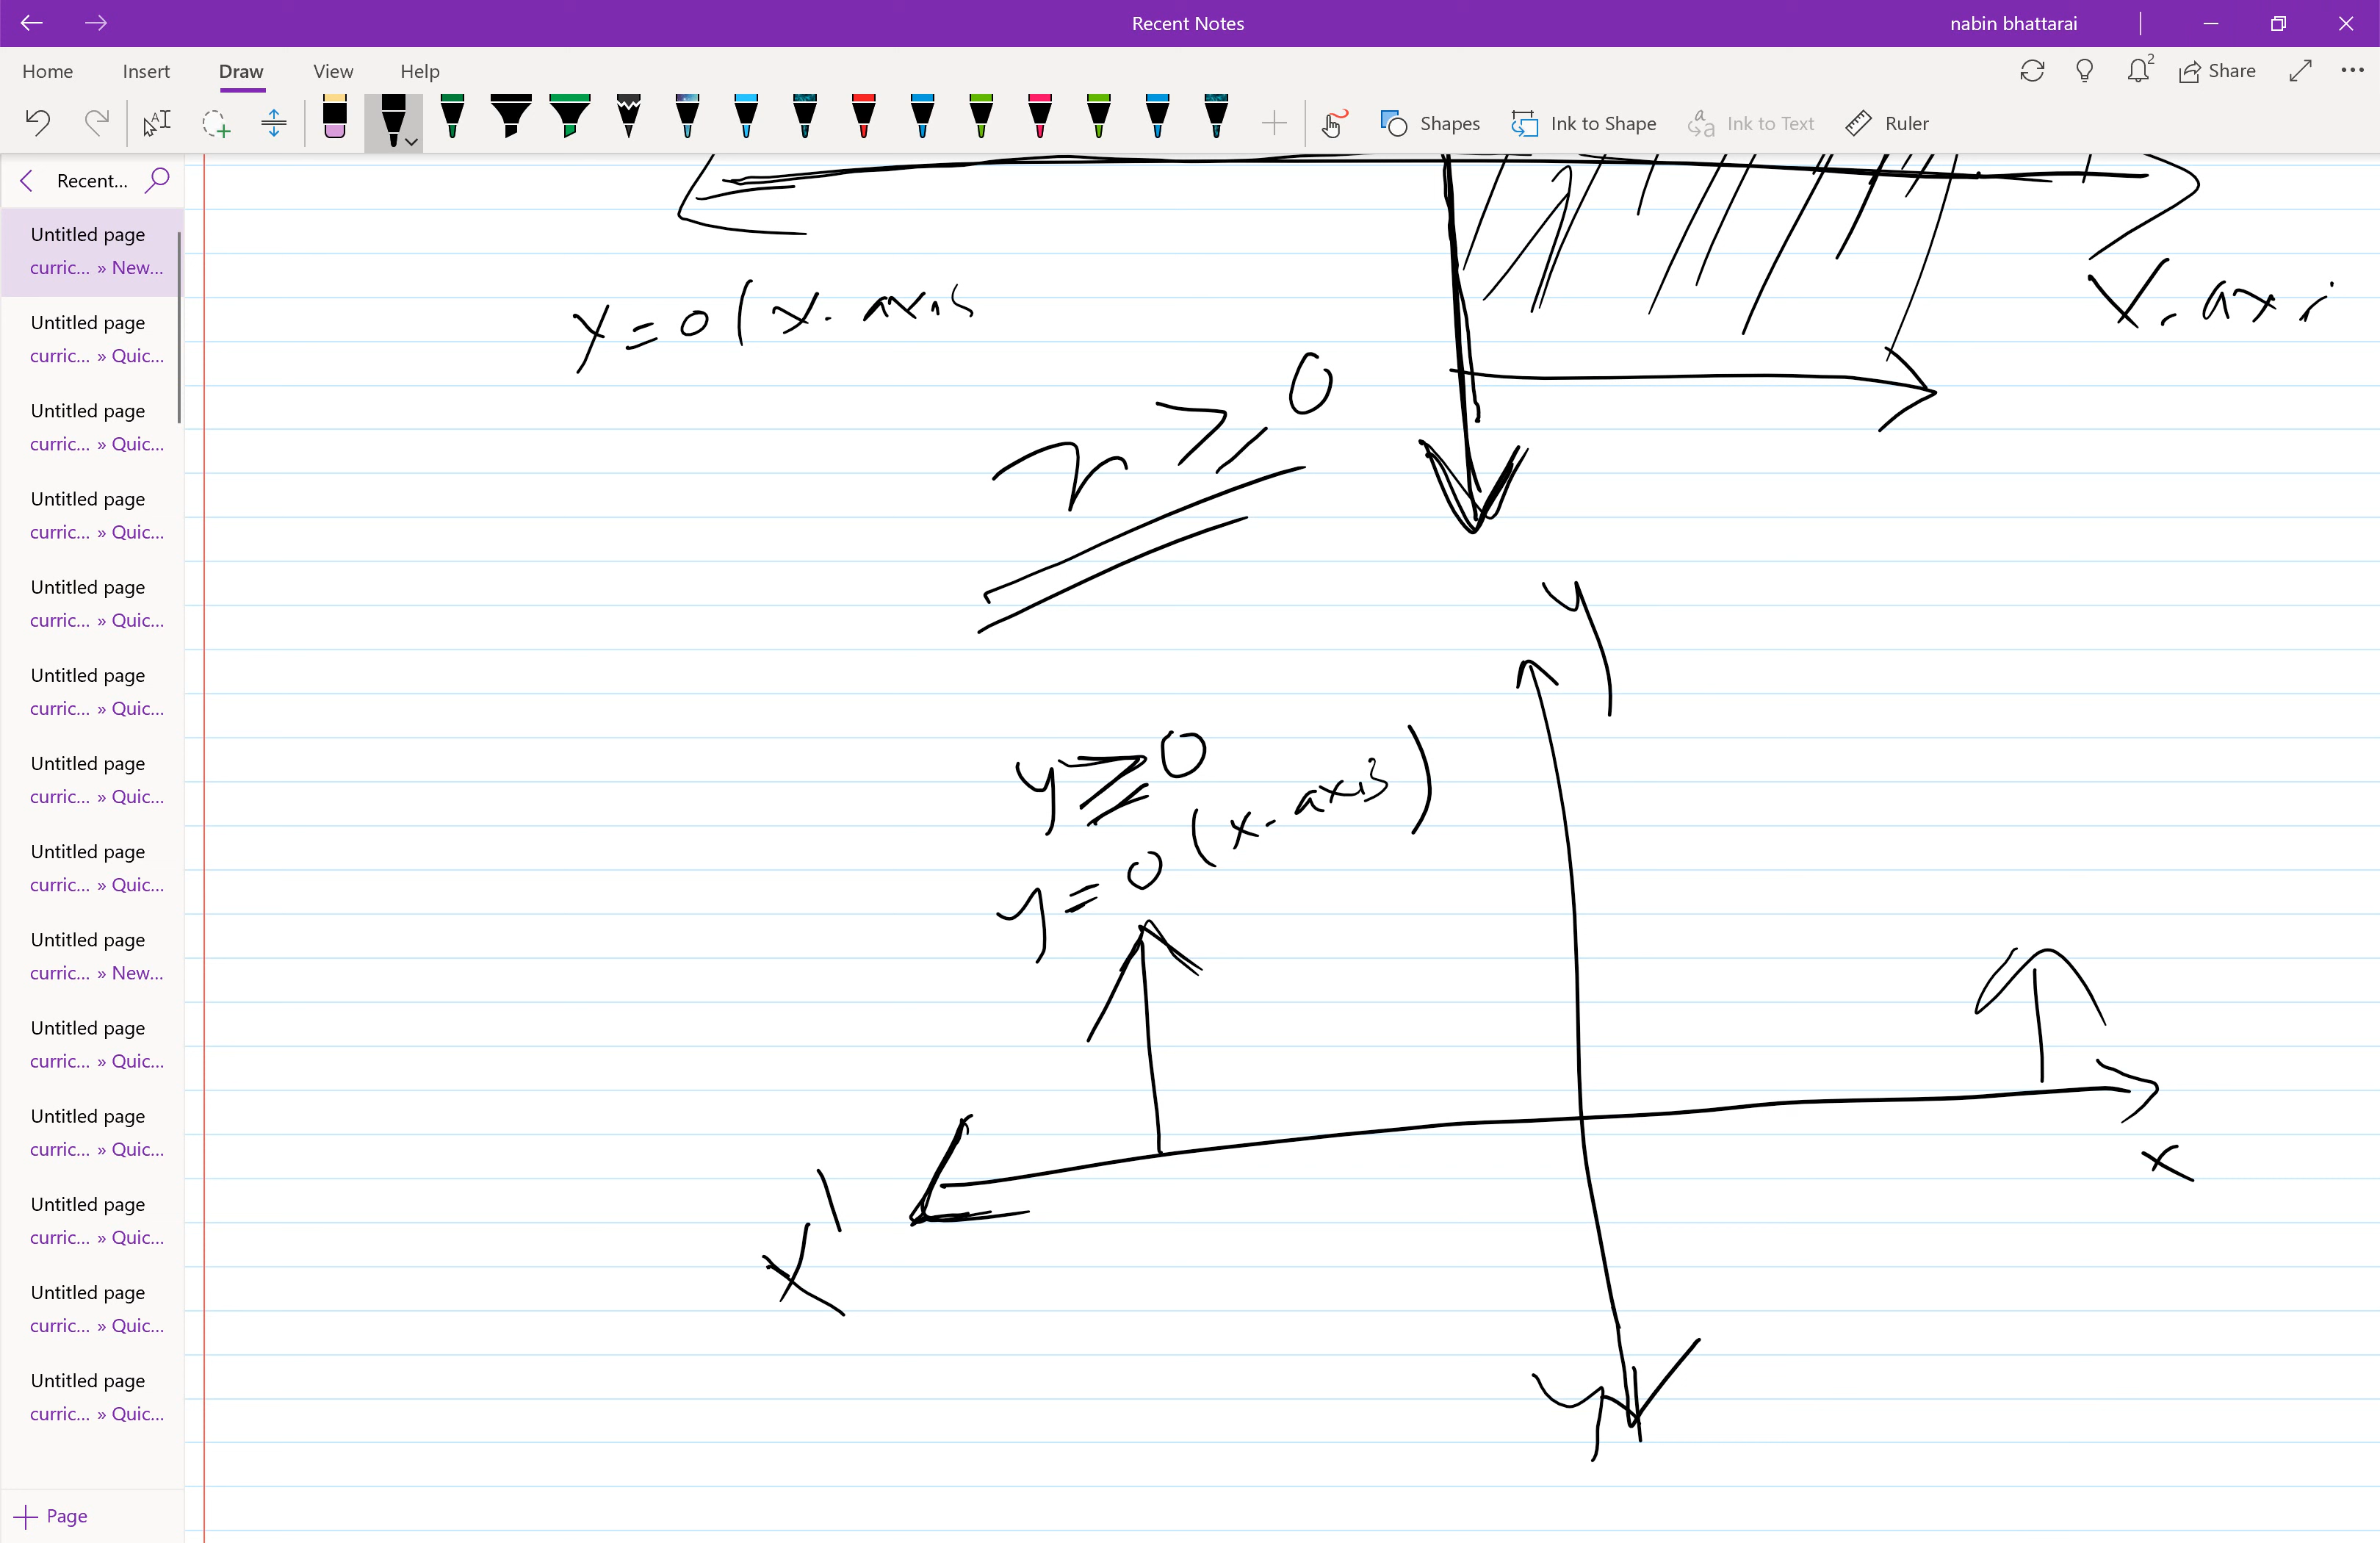 Recent Notes
nabin bhattarai
Home Insert Draw View Help
2 Share
Shapes Ink to Shape Ink to Text Ruler
Recent...
Untitled page
curric... » New...
Untitled page
curric... » Quic...
Untitled page
curric... » Quic...
Untitled page
curric... » Quic...
Untitled page
curric... » Quic...
Untitled page
curric... » Quic...
Untitled page
curric... » Quic...
Untitled page
curric... » Quic...
Untitled page
curric... » New...
Untitled page
curric... » Quic...
Untitled page
curric... » Quic...
Untitled page
curric... » Quic...
Untitled page
curric... » Quic...
Untitled page
curric... » Quic...
Page
x = 0 ( x - axis
x - axi
x ≥ 0
y
y ≥ 0
y = 0 (x - axis)
x
x'
y'